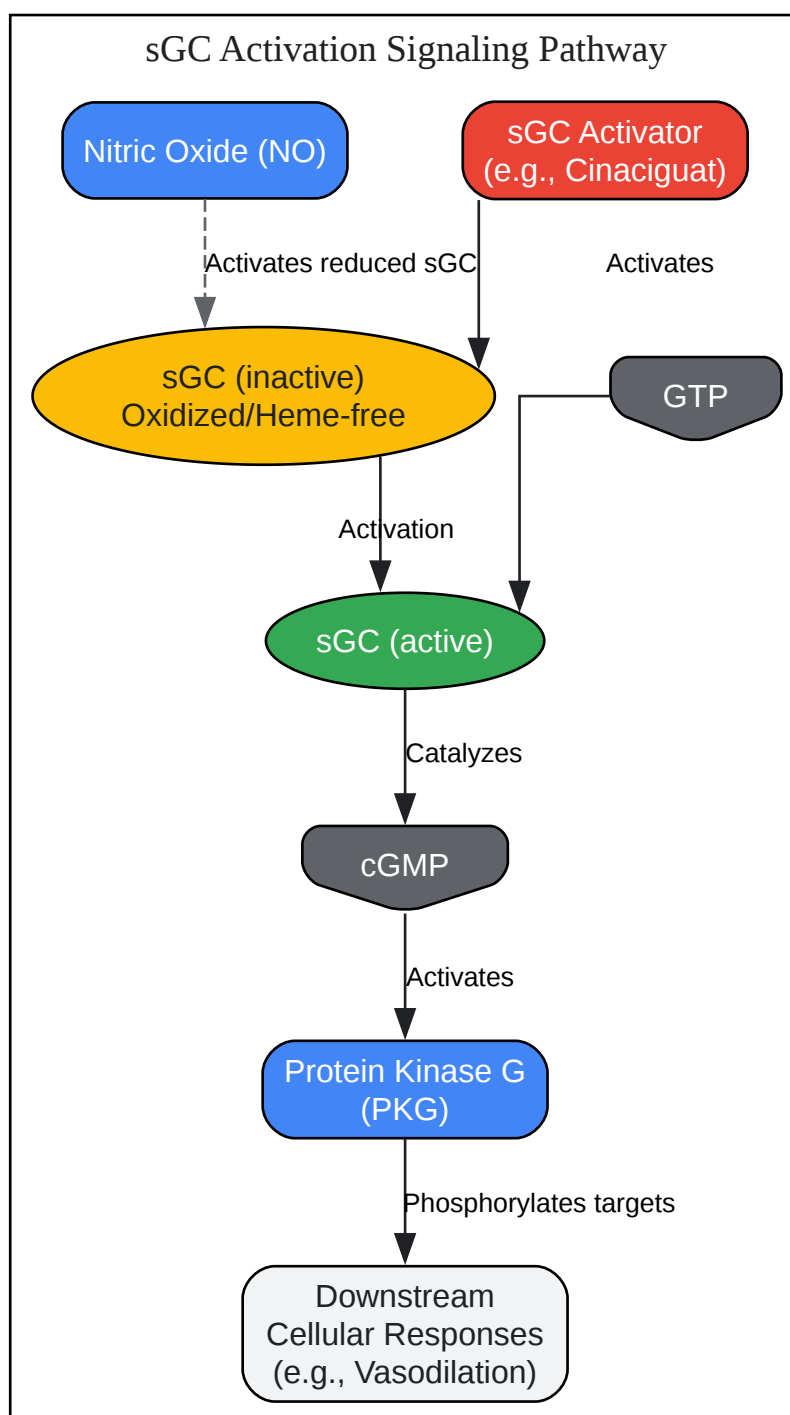 sGC Activation Signaling Pathway
Nitric Oxide (NO)
sGC Activator
(e.g., Cinaciguat)
Activates reduced sGC
Activates
sGC (inactive)
Oxidized/Heme-free
GTP
Activation
sGC (active)
Catalyzes
cGMP
Activates
Protein Kinase G
(PKG)
Phosphorylates targets
Downstream
Cellular Responses
(e.g., Vasodilation)